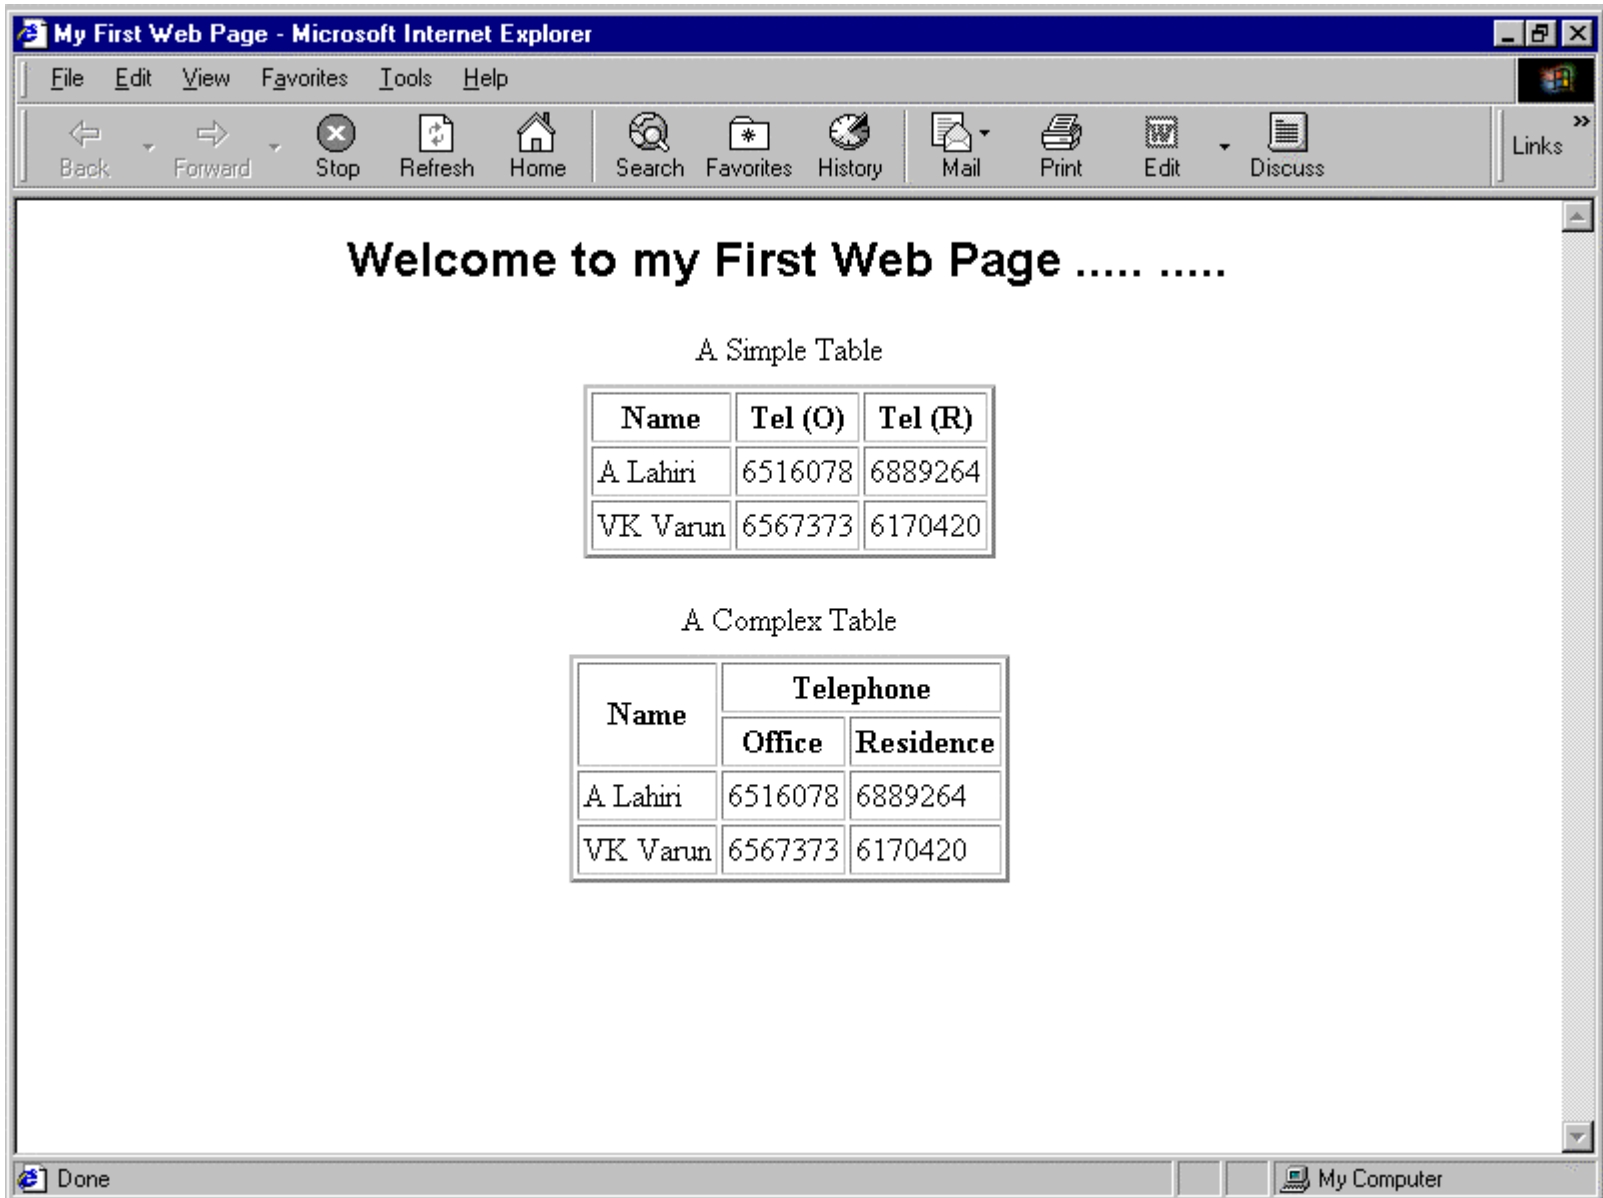 My First Web Page - Microsoft Internet Explorer
File Edit View Favorites Tools Help
Back Forward Stop Refresh Home Search Favorites History Mail Print Edit Discuss Links »
Welcome to my First Web Page ..... .....
A Simple Table
Name Tel (O) Tel (R)
A Lahiri 6516078 6889264
VK Varun 6567373 6170420
A Complex Table
Name Telephone
Office Residence
A Lahiri 6516078 6889264
VK Varun 6567373 6170420
Done My Computer